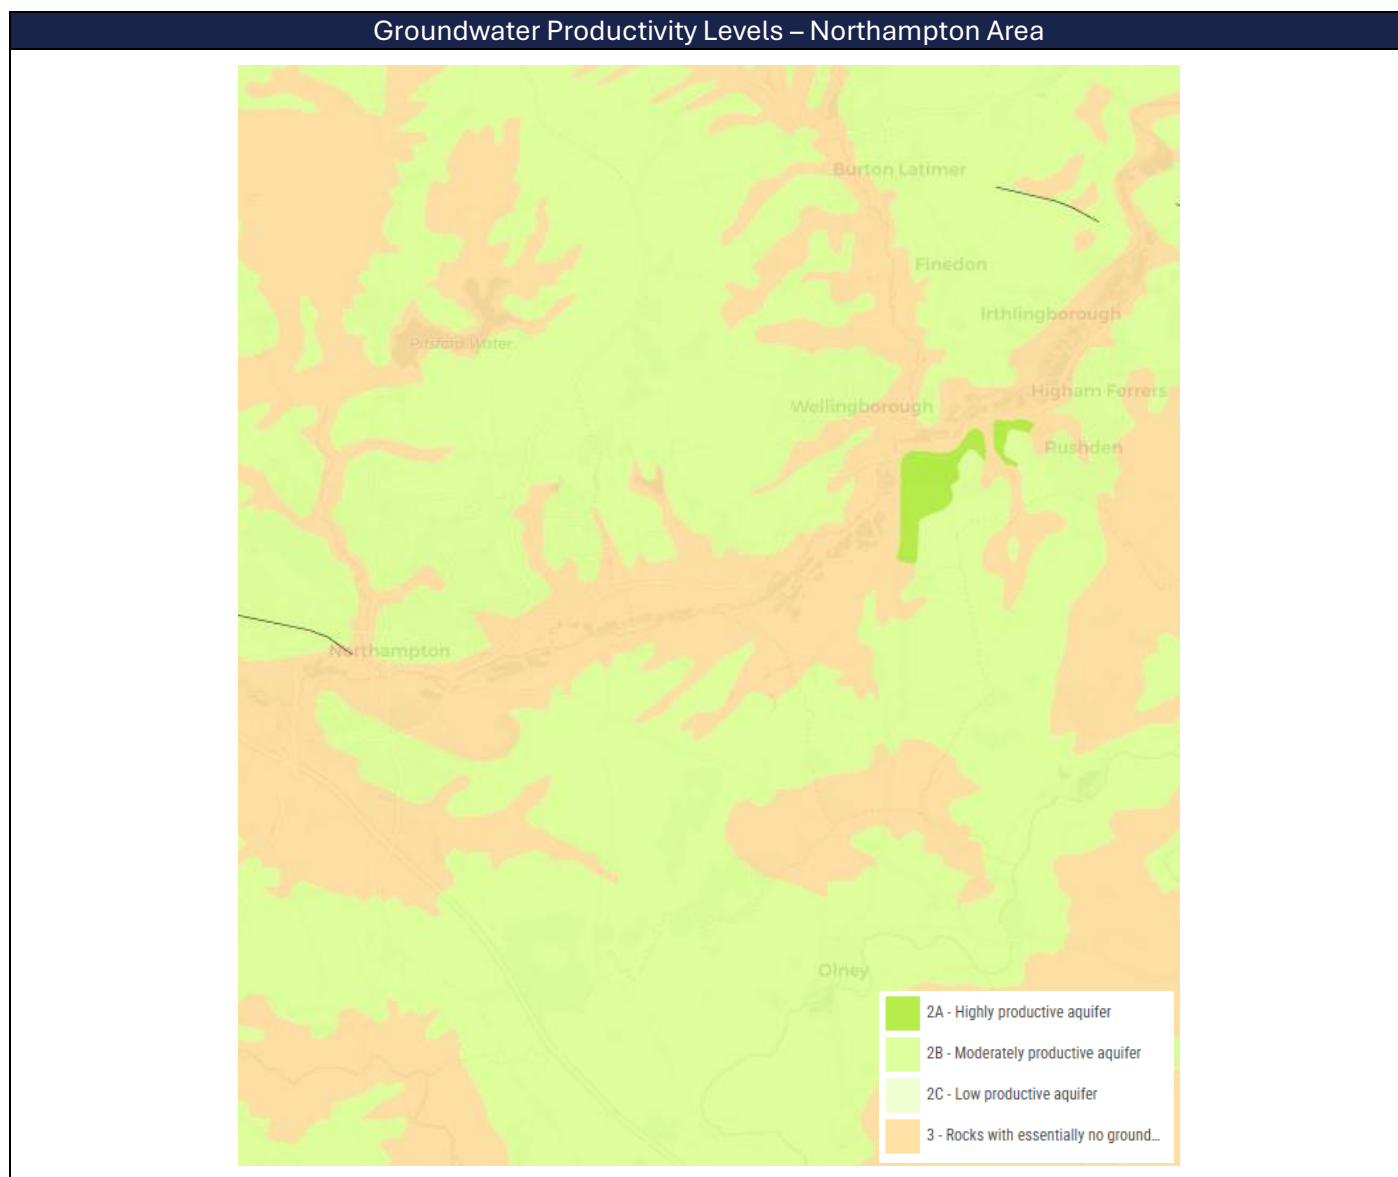 Groundwater Productivity Levels – Northampton Area
Burton Latimer
Finedon
Irthlingborough
Pitsford Water
Higham Ferrers
Wellingborough
Rushden
Northampton
Olney
2A - Highly productive aquifer
2B - Moderately productive aquifer
2C - Low productive aquifer
3 - Rocks with essentially no ground...